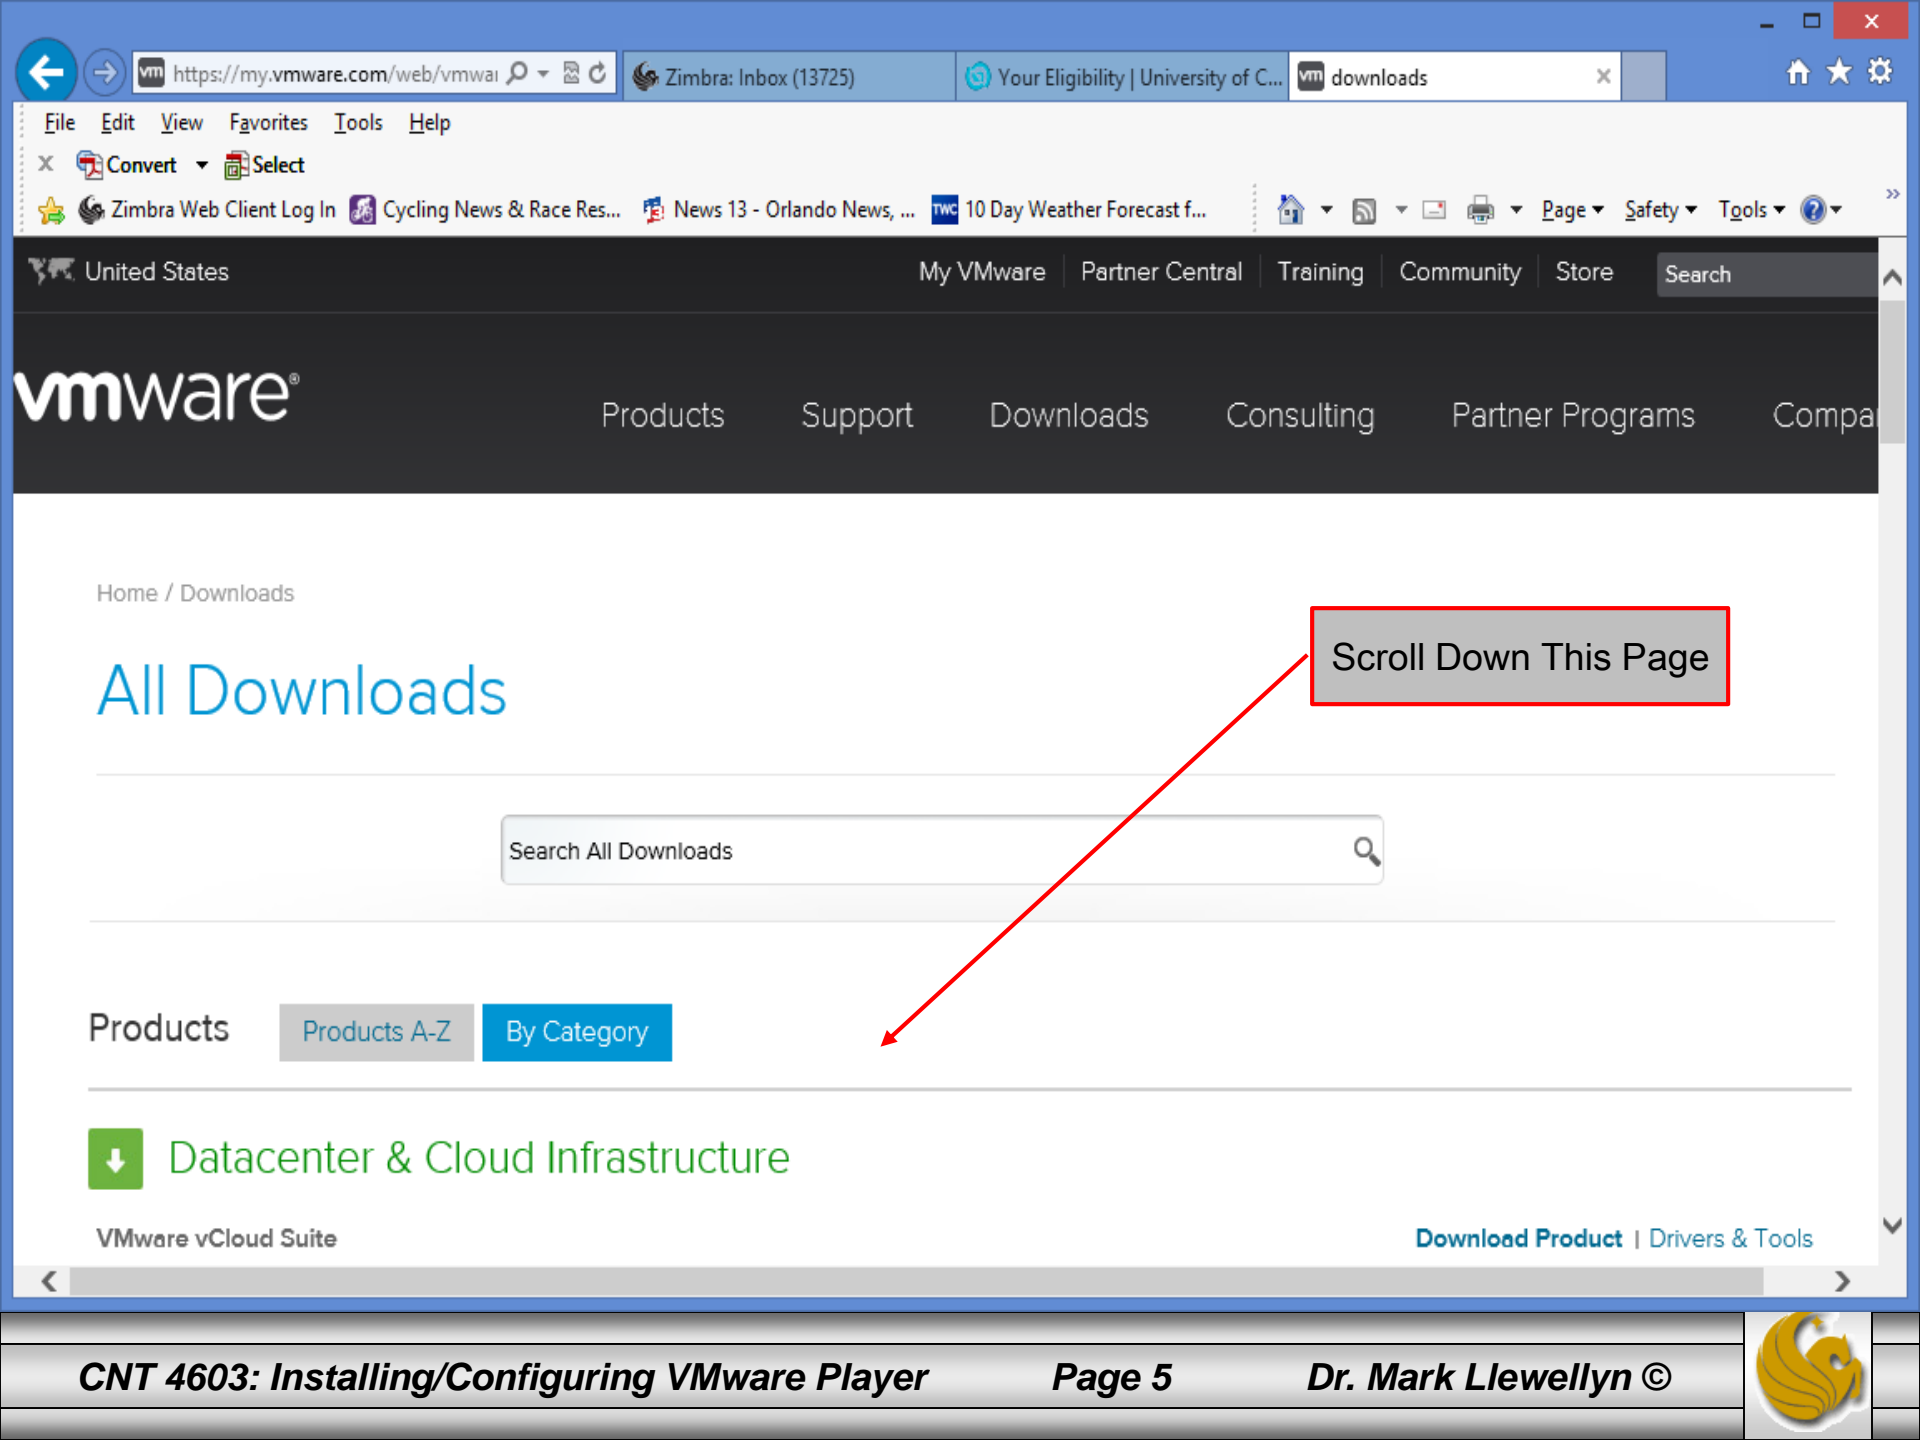 https://my.vmware.com/web/vmwai
Zimbra: Inbox (13725)
Your Eligibility | University of C...
vm downloads
File Edit View Favorites Tools Help
Convert Select
Zimbra Web Client Log In Cycling News & Race Res... News 13 - Orlando News, ... TWC 10 Day Weather Forecast f... Page Safety Tools
United States My VMware Partner Central Training Community Store Search
vmware® Products Support Downloads Consulting Partner Programs Compa
Home / Downloads
Scroll Down This Page
All Downloads
Search All Downloads
Products Products A-Z By Category
Datacenter & Cloud Infrastructure
VMware vCloud Suite Download Product | Drivers & Tools
CNT 4603: Installing/Configuring VMware Player Page 5 Dr. Mark Llewellyn ©